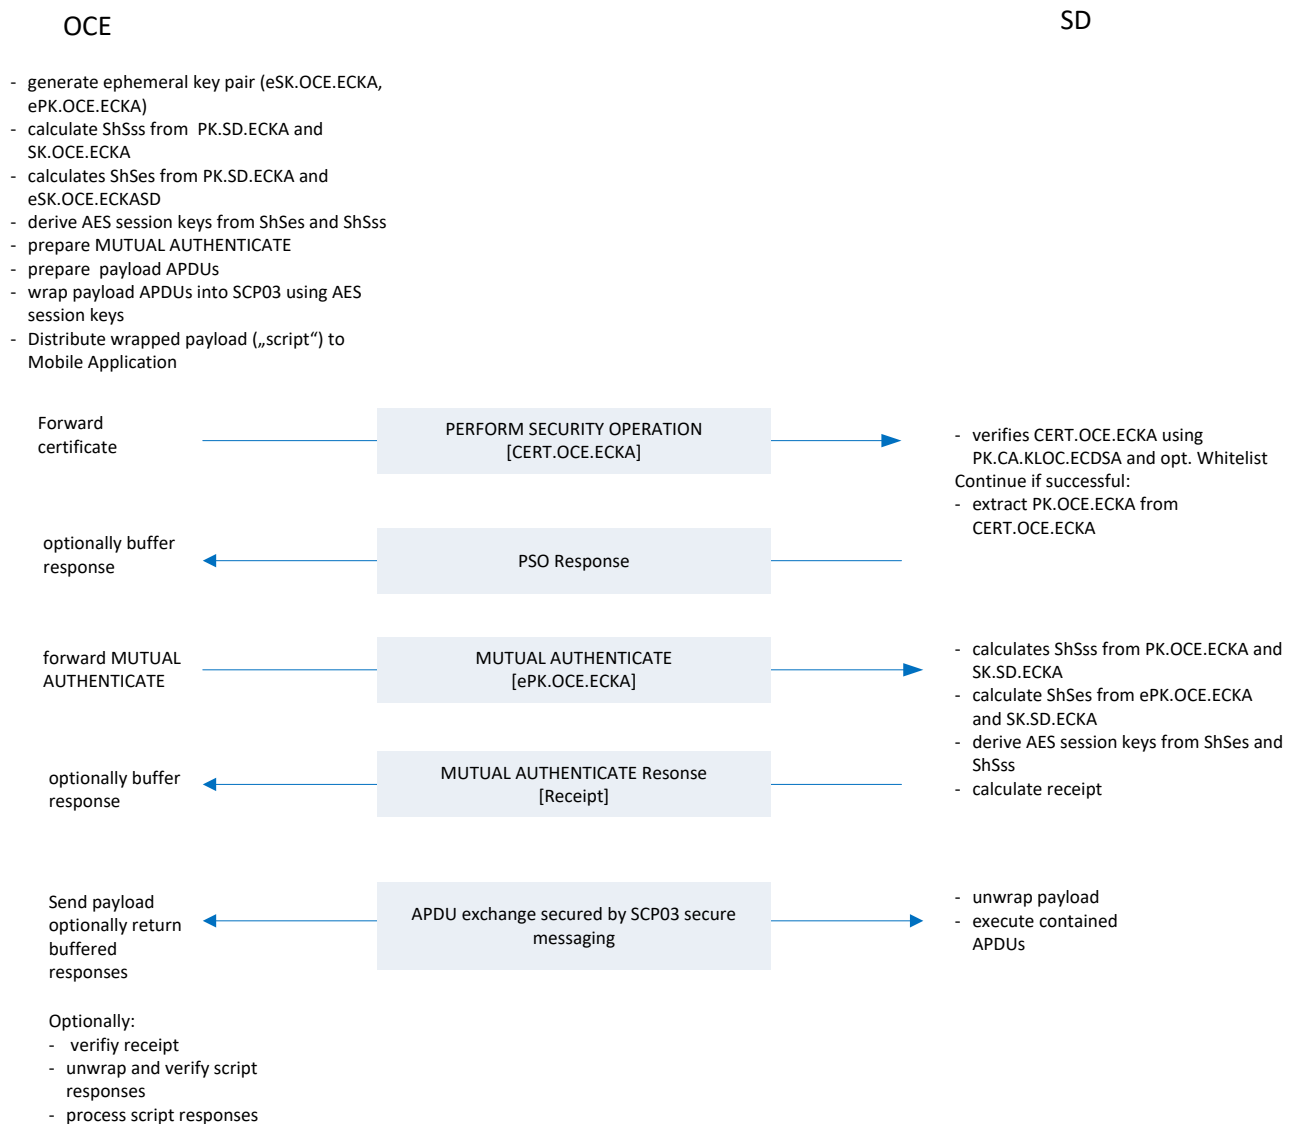 OCE
SD
- generate ephemeral key pair (eSK.OCE.ECKA,
ePK.OCE.ECKA)
- calculate ShSss from  PK.SD.ECKA and
SK.OCE.ECKA
- calculates ShSes from PK.SD.ECKA and
eSK.OCE.ECKASD
- derive AES session keys from ShSes and ShSss
- prepare MUTUAL AUTHENTICATE
- prepare  payload APDUs
- wrap payload APDUs into SCP03 using AES
session keys
- Distribute wrapped payload („script“) to
Mobile Application
Forward
certificate
PERFORM SECURITY OPERATION
[CERT.OCE.ECKA]
- verifies CERT.OCE.ECKA using
PK.CA.KLOC.ECDSA and opt. Whitelist
Continue if successful:
- extract PK.OCE.ECKA from
CERT.OCE.ECKA
optionally buffer
response
PSO Response
forward MUTUAL
AUTHENTICATE
MUTUAL AUTHENTICATE
[ePK.OCE.ECKA]
- calculates ShSss from PK.OCE.ECKA and
SK.SD.ECKA
- calculate ShSes from ePK.OCE.ECKA
and SK.SD.ECKA
- derive AES session keys from ShSes and
ShSss
- calculate receipt
optionally buffer
response
MUTUAL AUTHENTICATE Resonse
[Receipt]
Send payload
optionally return
buffered
responses
APDU exchange secured by SCP03 secure
messaging
- unwrap payload
- execute contained
APDUs
Optionally:
- verifiy receipt
- unwrap and verify script
responses
- process script responses